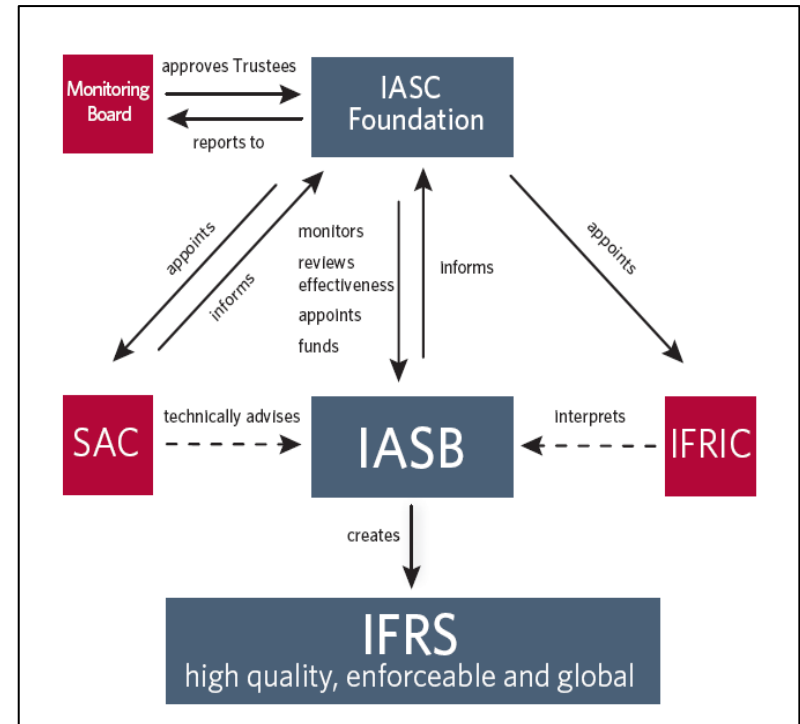 approves Trustees
Monitoring
Board
IASC
Foundation
reports to
appoints
informs
monitors
reviews
effectiveness
appoints
funds
informs
appoints
SAC
technically advises
IASB
interprets
IFRIC
creates
IFRS
high quality, enforceable and global